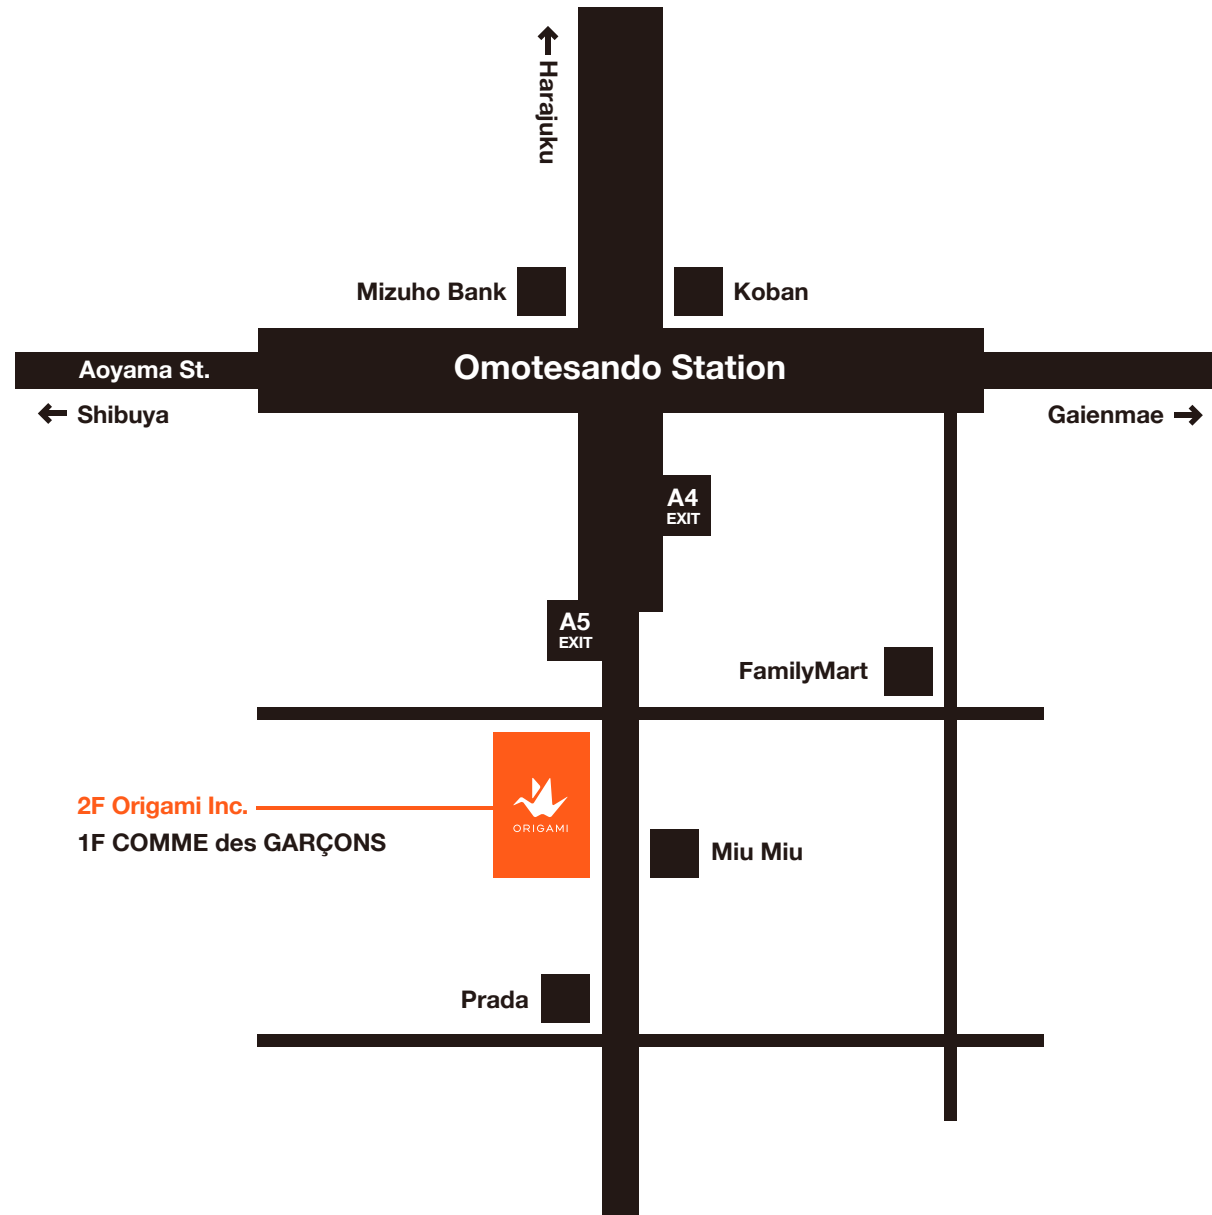 Harajuku
Mizuho Bank
Koban
Aoyama St.
Omotesando Station
Shibuya
Gaienmae
A4
EXIT
A5
EXIT
FamilyMart
2F Origami Inc.
ORIGAMI
1F COMME des GARÇONS
Miu Miu
Prada